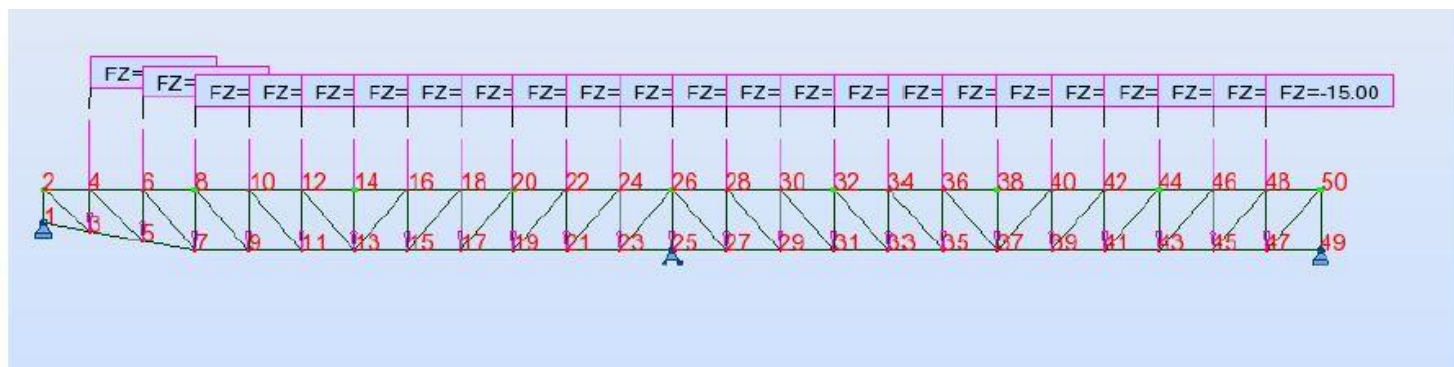 FZ=
FZ=
FZ= FZ= FZ= FZ= FZ= FZ= FZ= FZ= FZ= FZ= FZ= FZ= FZ= FZ= FZ= FZ= FZ= FZ= FZ= FZ= FZ=-15.00
2 4 6 8 10 12 14 16 18 20 22 24 26 28 30 32 34 36 38 40 42 44 46 48 50
1 3 5 7 9 11 13 15 17 19 21 23 25 27 29 31 33 35 37 39 41 43 45 47 49